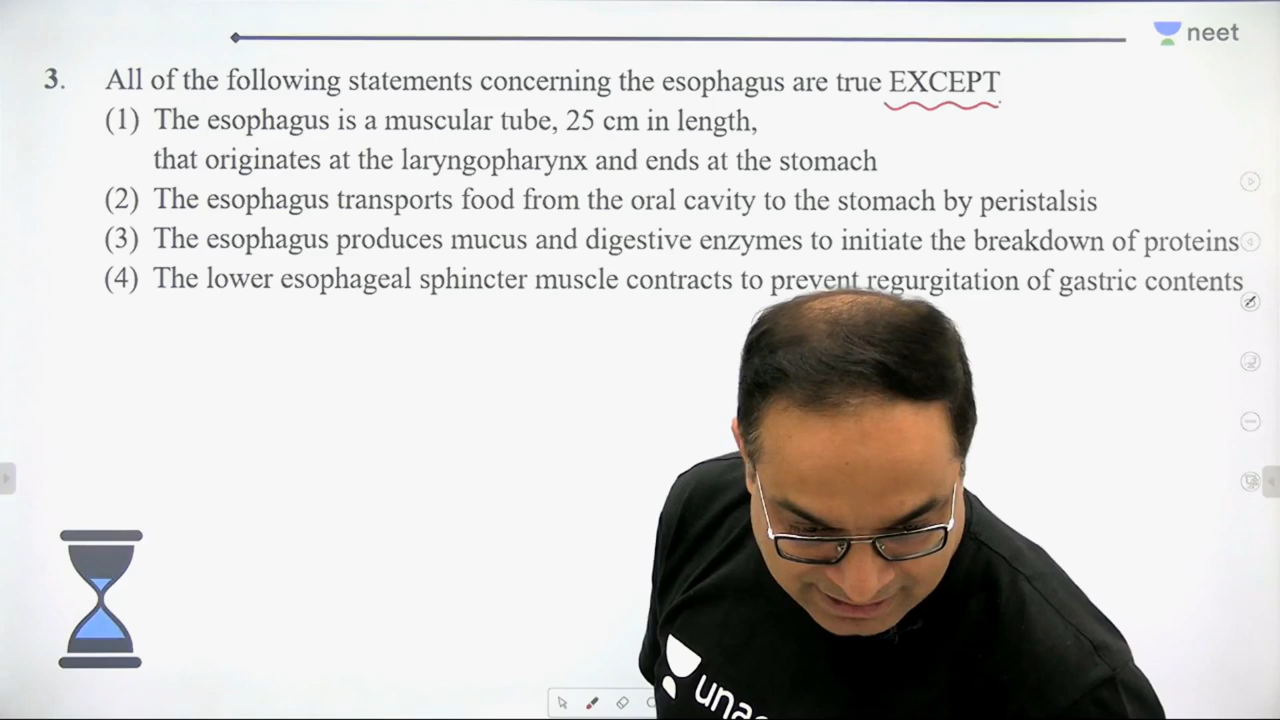 neet
3. All of the following statements concerning the esophagus are true EXCEPT
(1) The esophagus is a muscular tube, 25 cm in length,
that originates at the laryngopharynx and ends at the stomach
(2) The esophagus transports food from the oral cavity to the stomach by peristalsis
(3) The esophagus produces mucus and digestive enzymes to initiate the breakdown of proteins
(4) The lower esophageal sphincter muscle contracts to prevent regurgitation of gastric contents